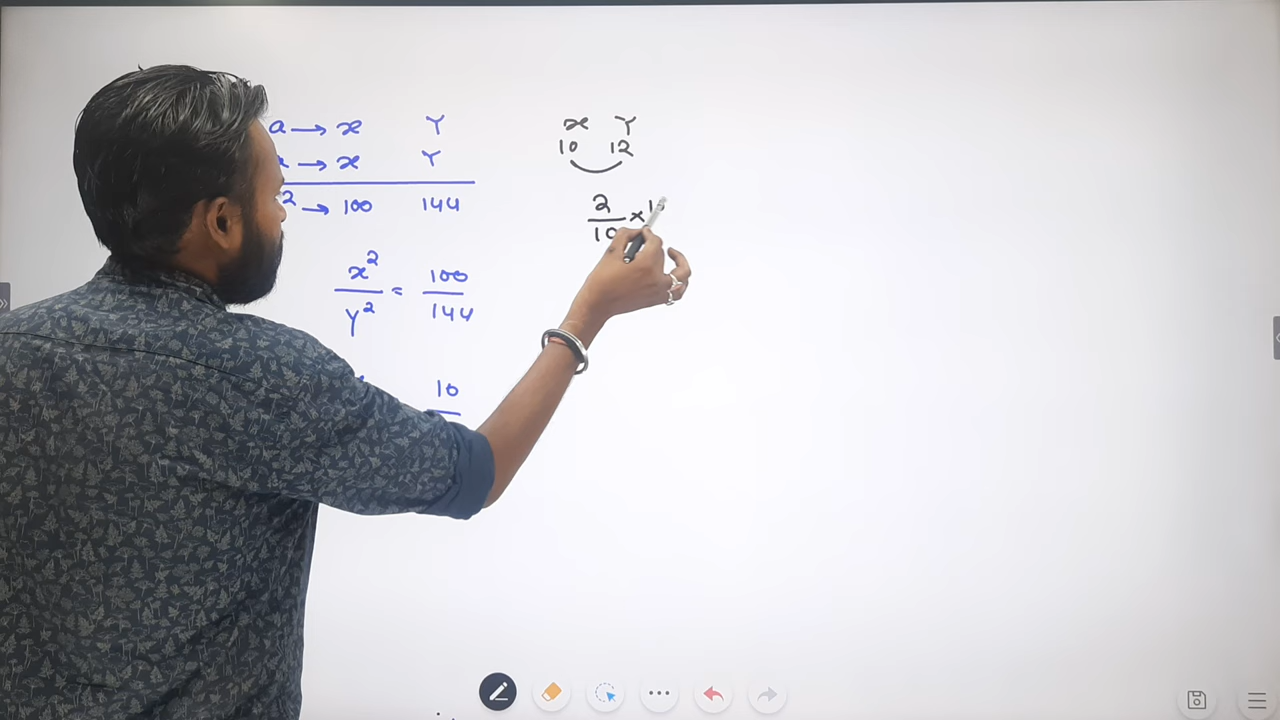 a → x Y
→ x Y
2 → 100 144
x² / Y² = 100 / 144
10
x Y
10 12
2 / 10 × 1